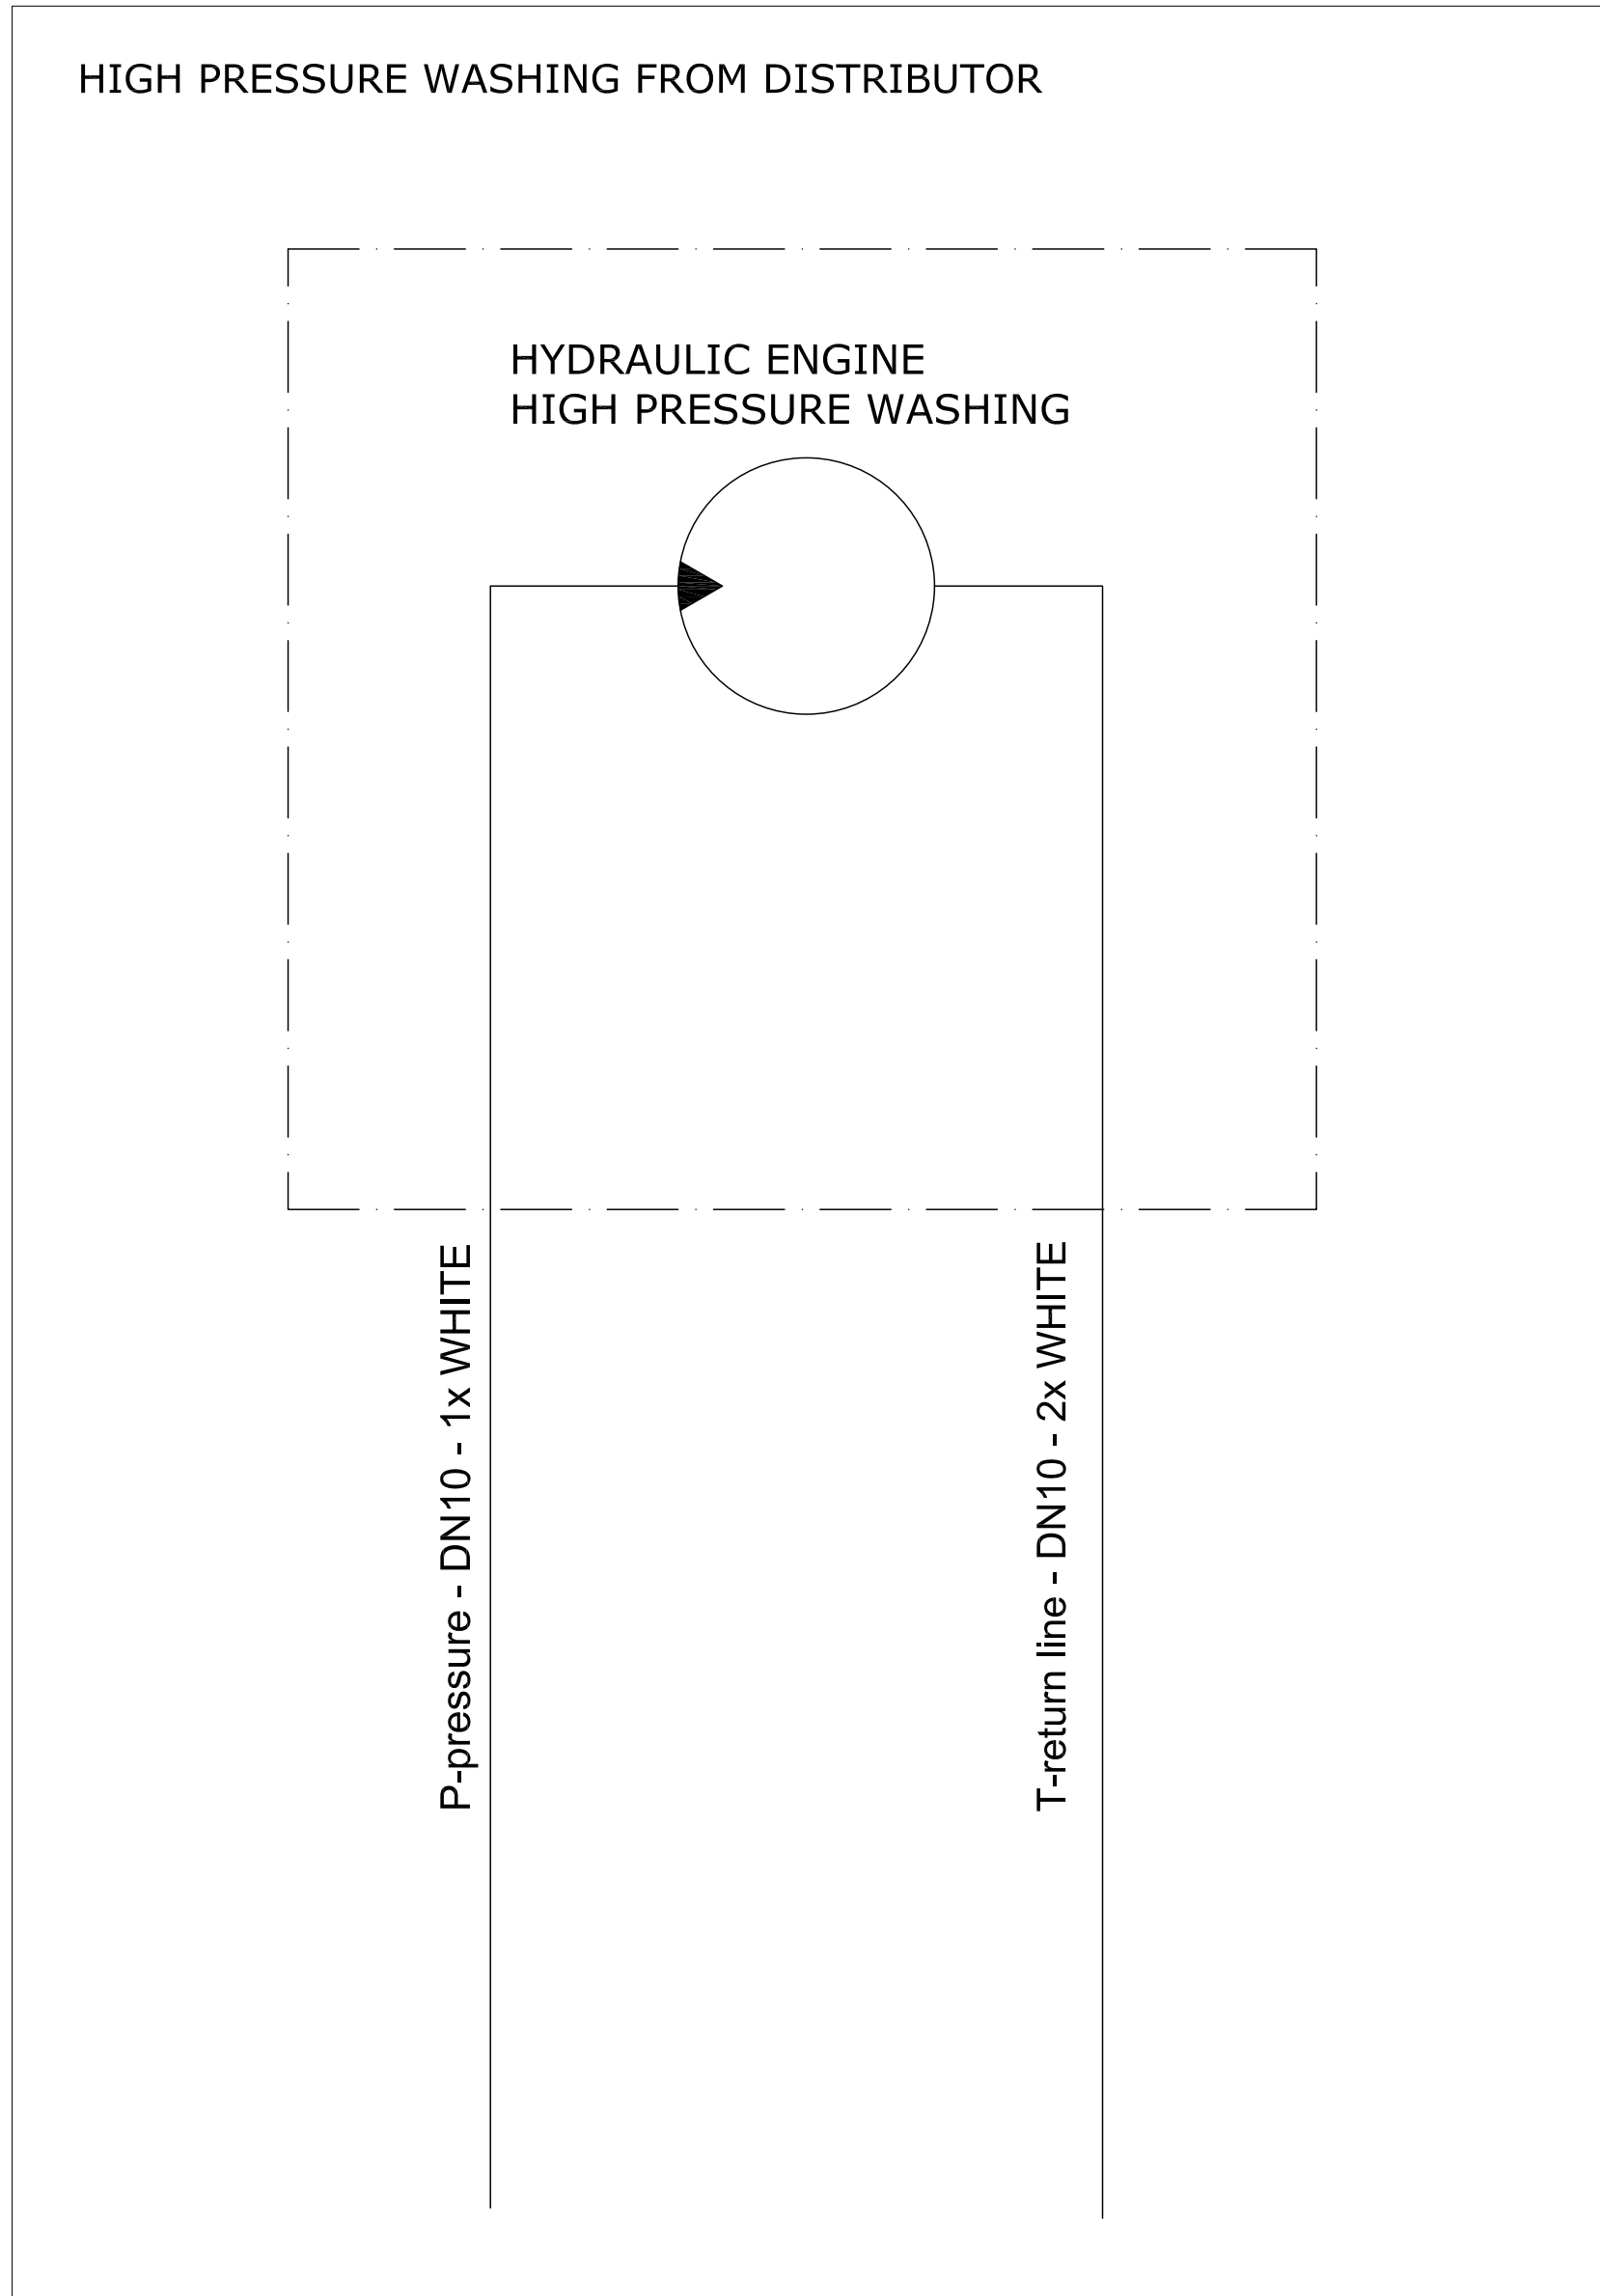 HIGH PRESSURE WASHING FROM DISTRIBUTOR
HYDRAULIC ENGINE
HIGH PRESSURE WASHING
P-pressure - DN10 - 1x WHITE
T-return line - DN10 - 2x WHITE